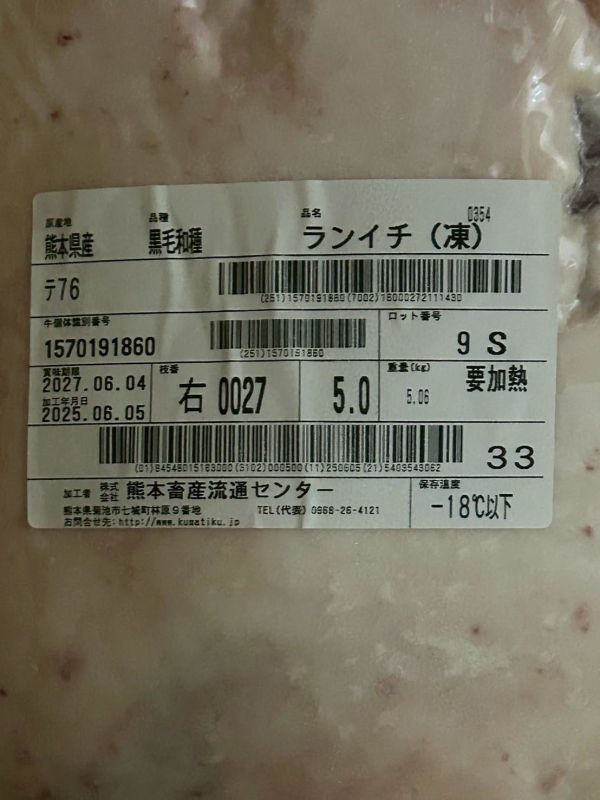 0354
原産地 品種 品名
熊本県産 黒毛和種 ランイチ（凍）
テ76
(251)1570191860(7002)16000272111430
牛個体識別番号 ロット番号
1570191860 (251)1570191860 9 S
賞味期限 枝番 重量(kg)
2027.06.04 右 0027 5.0 5.06 要加熱
加工年月日
2025.06.05
(01)94548015163000(3102)000500(11)250605(21)5403543062
33
加工者 株式会社 熊本畜産流通センター 保存温度
熊本県菊池市七城町林原9番地 TEL(代表) 0968-26-4121 -18℃以下
お問合せ先:http://www.kumatiku.jp